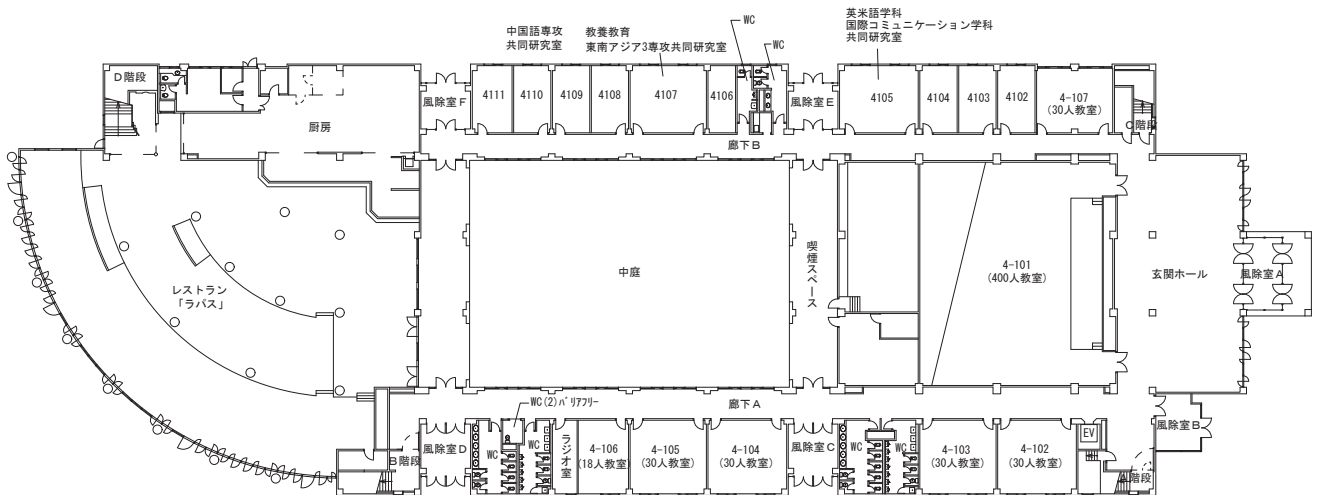 英米語学科
国際コミュニケーション学科
共同研究室
中国語専攻
共同研究室
教養教育
東南アジア3専攻共同研究室
WC
WC
D階段
風除室F
4111
4110
4109
4108
4107
4106
風除室E
4105
4104
4103
4102
4-107
(30人教室)
C階段
厨房
廊下B
レストラン
「ラパス」
中庭
喫煙スペース
4-101
(400人教室)
玄関ホール
風除室A
廊下A
WC(2)バリアフリー
B階段
風除室D
WC
WC
ラジオ室
4-106
(18人教室)
4-105
(30人教室)
4-104
(30人教室)
風除室C
WC
WC
4-103
(30人教室)
4-102
(30人教室)
EV
A階段
風除室B